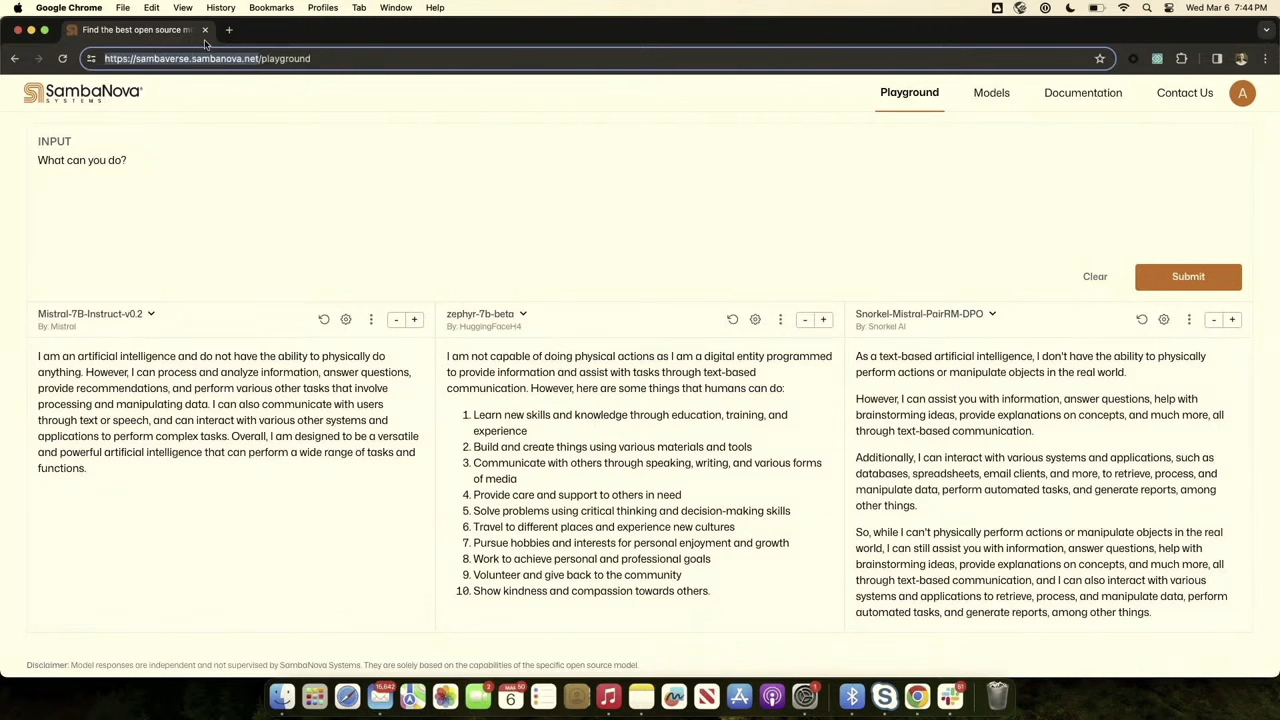 Google Chrome File Edit View History Bookmarks Profiles Tab Window Help Wed Mar 6 7:44 PM
Find the best open source m
https://sambaverse.sambanova.net/playground
SambaNova
SYSTEMS
Playground Models Documentation Contact Us A
INPUT
What can you do?
Clear Submit
Mistral-7B-Instruct-v0.2
By: Mistral
- +
I am an artificial intelligence and do not have the ability to physically do
anything. However, I can process and analyze information, answer questions,
provide recommendations, and perform various other tasks that involve
processing and manipulating data. I can also communicate with users
through text or speech, and can interact with various other systems and
applications to perform complex tasks. Overall, I am designed to be a versatile
and powerful artificial intelligence that can perform a wide range of tasks and
functions.
zephyr-7b-beta
By: HuggingFaceH4
- +
I am not capable of doing physical actions as I am a digital entity programmed
to provide information and assist with tasks through text-based
communication. However, here are some things that humans can do:
1. Learn new skills and knowledge through education, training, and
experience
2. Build and create things using various materials and tools
3. Communicate with others through speaking, writing, and various forms
of media
4. Provide care and support to others in need
5. Solve problems using critical thinking and decision-making skills
6. Travel to different places and experience new cultures
7. Pursue hobbies and interests for personal enjoyment and growth
8. Work to achieve personal and professional goals
9. Volunteer and give back to the community
10. Show kindness and compassion towards others.
Snorkel-Mistral-PairRM-DPO
By: Snorkel AI
- +
As a text-based artificial intelligence, I don't have the ability to physically
perform actions or manipulate objects in the real world.
However, I can assist you with information, answer questions, help with
brainstorming ideas, provide explanations on concepts, and much more, all
through text-based communication.
Additionally, I can interact with various systems and applications, such as
databases, spreadsheets, email clients, and more, to retrieve, process, and
manipulate data, perform automated tasks, and generate reports, among
other things.
So, while I can't physically perform actions or manipulate objects in the real
world, I can still assist you with information, answer questions, help with
brainstorming ideas, provide explanations on concepts, and much more, all
through text-based communication, and I can also interact with various
systems and applications to retrieve, process, and manipulate data, perform
automated tasks, and generate reports, among other things.
Disclaimer: Model responses are independent and not supervised by SambaNova Systems. They are solely based on the capabilities of the specific open source model.
15,642 2 MAR 6 50 1 61